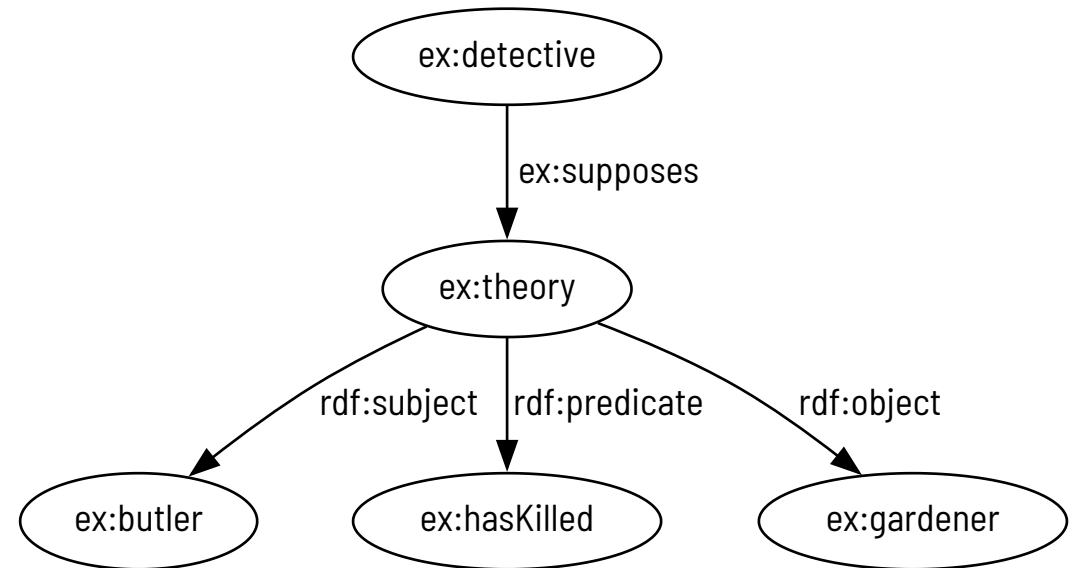 ex:detective
ex:supposes
ex:theory
rdf:subject
rdf:predicate
rdf:object
ex:butler
ex:hasKilled
ex:gardener